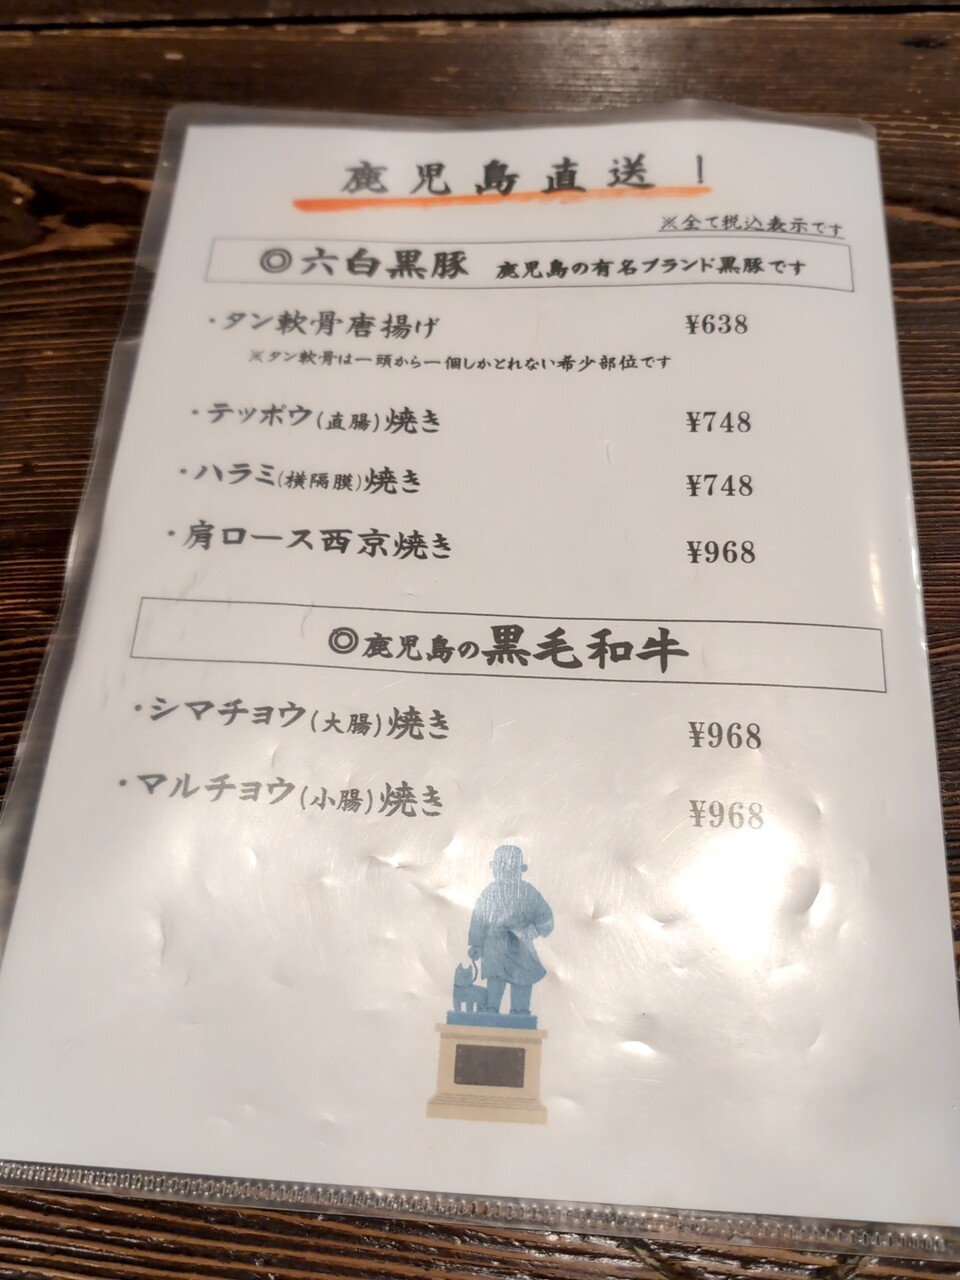 鹿児島直送！
※全て税込表示です
◎六白黒豚 鹿児島の有名ブランド黒豚です
・タン軟骨唐揚げ ¥638
※タン軟骨は一頭から一個しかとれない希少部位です
・テッポウ(直腸)焼き ¥748
・ハラミ(横隔膜)焼き ¥748
・肩ロース西京焼き ¥968
◎鹿児島の黒毛和牛
・シマチョウ(大腸)焼き ¥968
・マルチョウ(小腸)焼き ¥968